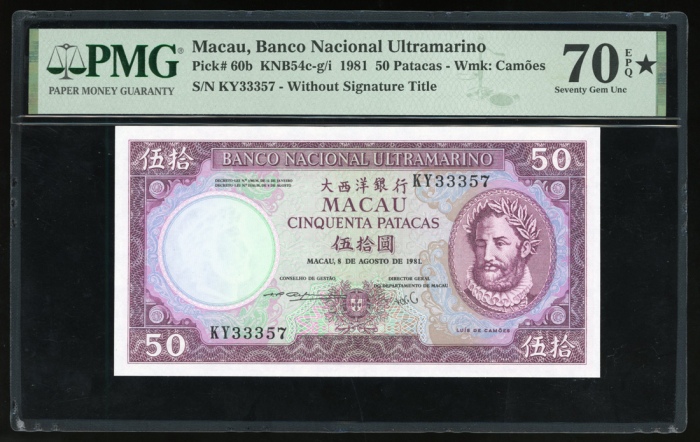 PMG®
PAPER MONEY GUARANTY
Macau, Banco Nacional Ultramarino
Pick# 60b KNB54c-g/i 1981 50 Patacas - Wmk: Camões
S/N KY33357 - Without Signature Title
70 EPQ ★
Seventy Gem Unc
伍拾
BANCO NACIONAL ULTRAMARINO
50
大西洋銀行
KY33357
MACAU
CINQUENTA PATACAS
伍拾圓
MACAU, 8 DE AGOSTO DE 1981.
CONSELHO DE GESTÃO
DIRECTOR GERAL
DO DEPARTAMENTO DE MACAU
KY33357
LUÍS DE CAMÕES
50
伍拾